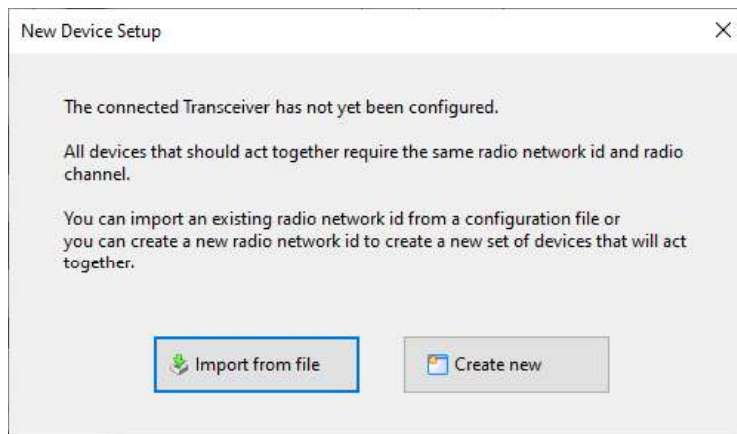 New Device Setup
The connected Transceiver has not yet been configured.
All devices that should act together require the same radio network id and radio
channel.
You can import an existing radio network id from a configuration file or
you can create a new radio network id to create a new set of devices that will act
together.
Import from file
Create new